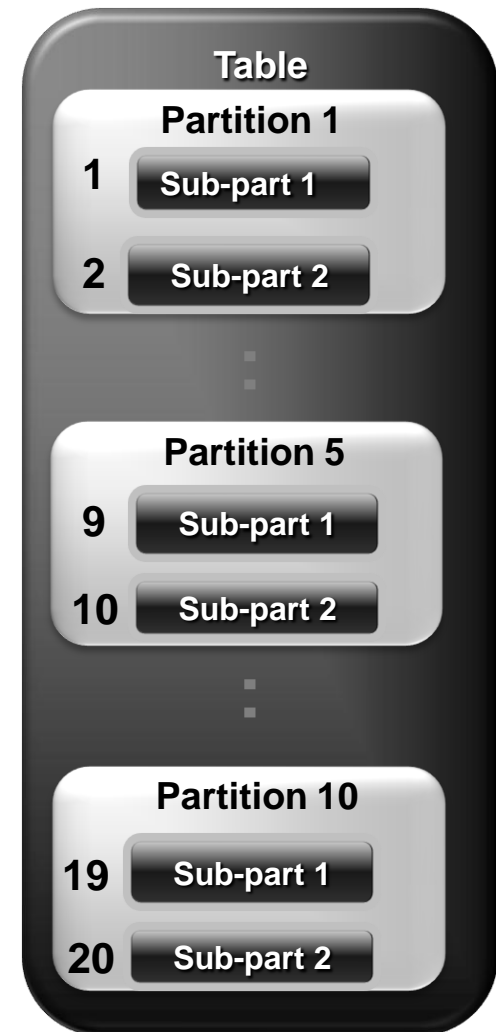 Table
Partition 1
1 Sub-part 1
2 Sub-part 2
Partition 5
9 Sub-part 1
10 Sub-part 2
Partition 10
19 Sub-part 1
20 Sub-part 2